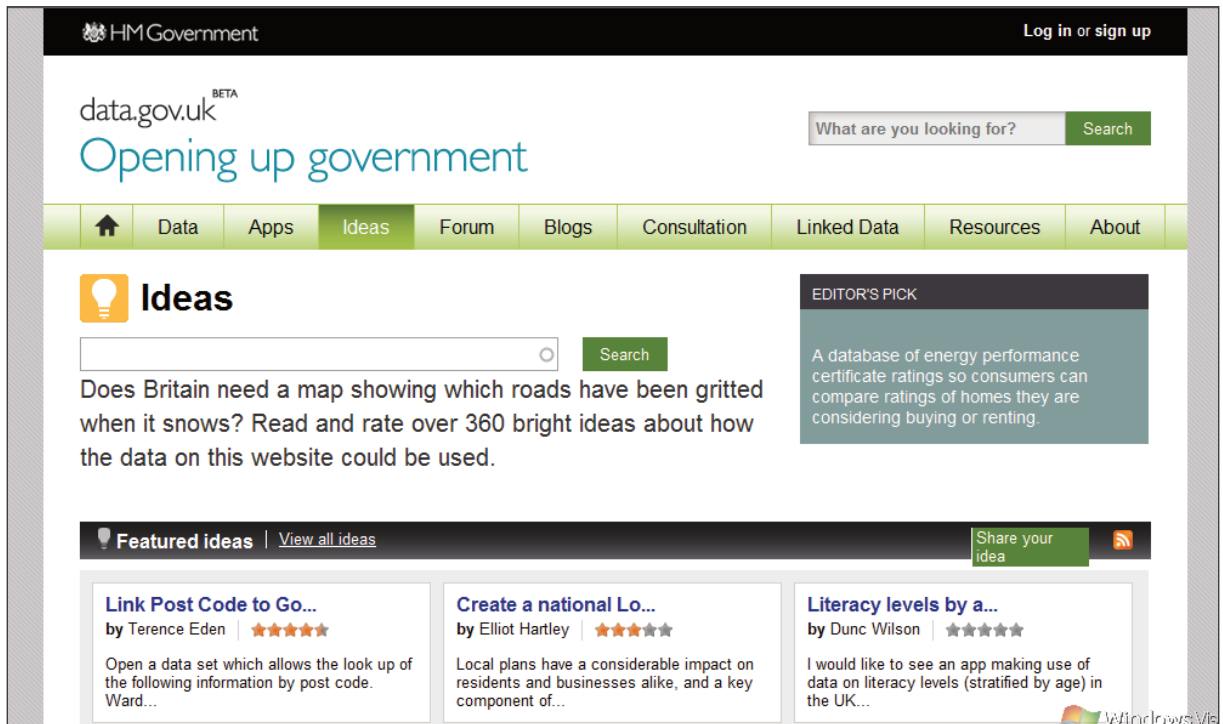 HM Government
Log in or sign up
data.gov.uk BETA
Opening up government
What are you looking for?
Search
Data
Apps
Ideas
Forum
Blogs
Consultation
Linked Data
Resources
About
Ideas
Search
Does Britain need a map showing which roads have been gritted
when it snows? Read and rate over 360 bright ideas about how
the data on this website could be used.
EDITOR'S PICK
A database of energy performance
certificate ratings so consumers can
compare ratings of homes they are
considering buying or renting.
Featured ideas | View all ideas
Share your
idea
Link Post Code to Go...
by Terence Eden
Open a data set which allows the look up of
the following information by post code.
Ward...
Create a national Lo...
by Elliot Hartley
Local plans have a considerable impact on
residents and businesses alike, and a key
component of...
Literacy levels by a...
by Dunc Wilson
I would like to see an app making use of
data on literacy levels (stratified by age) in
the UK...
Windows Vis